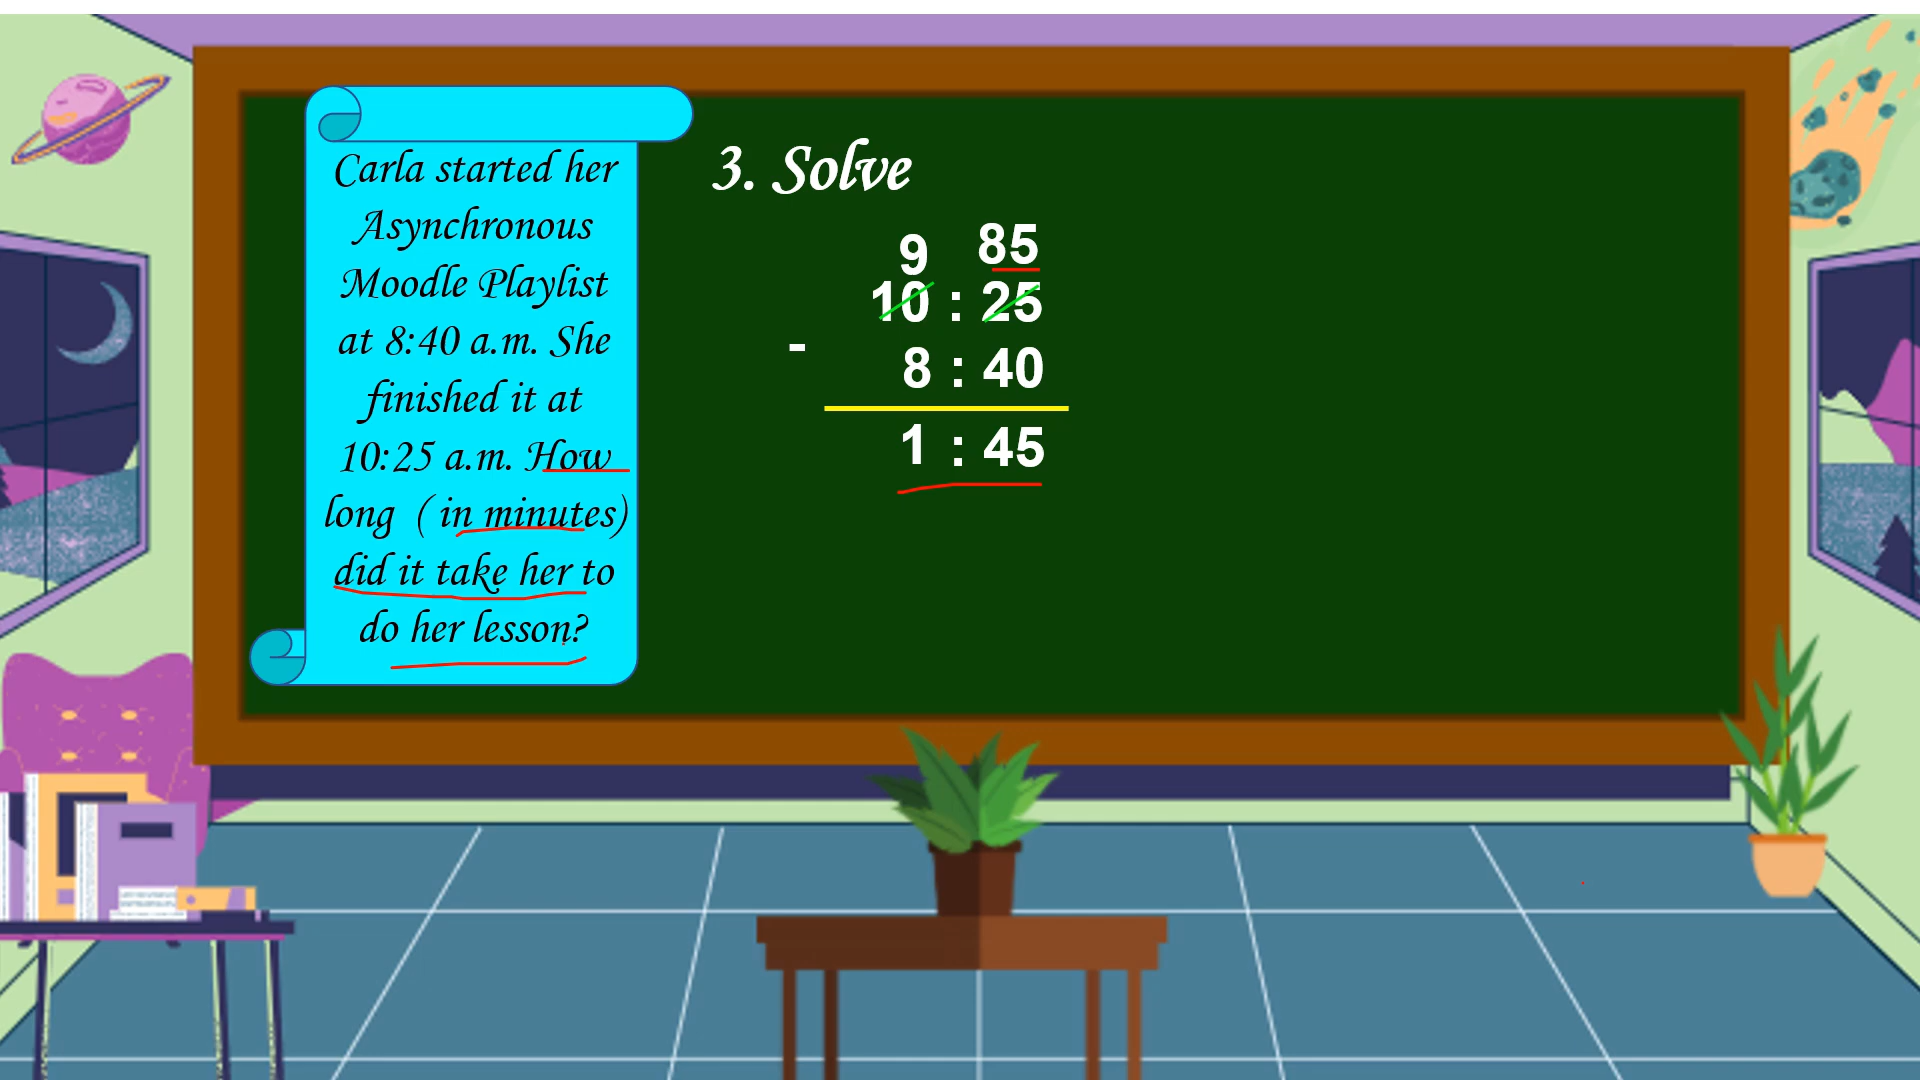 Carla started her
Asynchronous
Moodle Playlist
at 8:40 a.m. She
finished it at
10:25 a.m. How
long ( in minutes)
did it take her to
do her lesson?
3. Solve
9 85
10 : 25
- 8 : 40
1 : 45